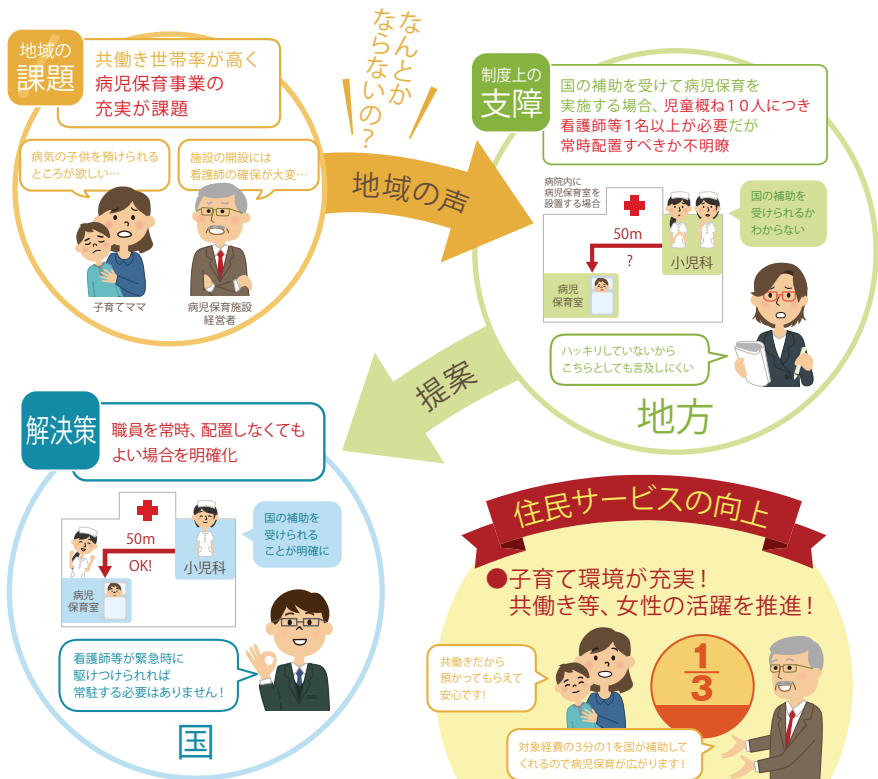 地域の
課題
共働き世帯率が高く
病児保育事業の
充実が課題
病気の子供を預けられる
ところが欲しい…
施設の開設には
看護師の確保が大変…
子育てママ
病児保育施設
経営者
なんとか
ならないの?
地域の声
制度上の
支障
国の補助を受けて病児保育を
実施する場合、児童概ね10人につき
看護師等1名以上が必要だが
常時配置すべきか不明瞭
病院内に
病児保育室を
設置する場合
50m
?
小児科
病児
保育室
国の補助を
受けられるか
わからない
ハッキリしていないから
こちらとしても言及しにくい
地方
提案
解決策
職員を常時、配置しなくても
よい場合を明確化
50m
OK!
小児科
病児
保育室
国の補助を
受けられる
ことが明確に
看護師等が緊急時に
駆けつけられれば
常駐する必要はありません!
国
住民サービスの向上
●子育て環境が充実!
共働き等、女性の活躍を推進!
共働きだから
預かってもらえて
安心です!
1
3
対象経費の3分の1を国が補助して
くれるので病児保育が広がります!